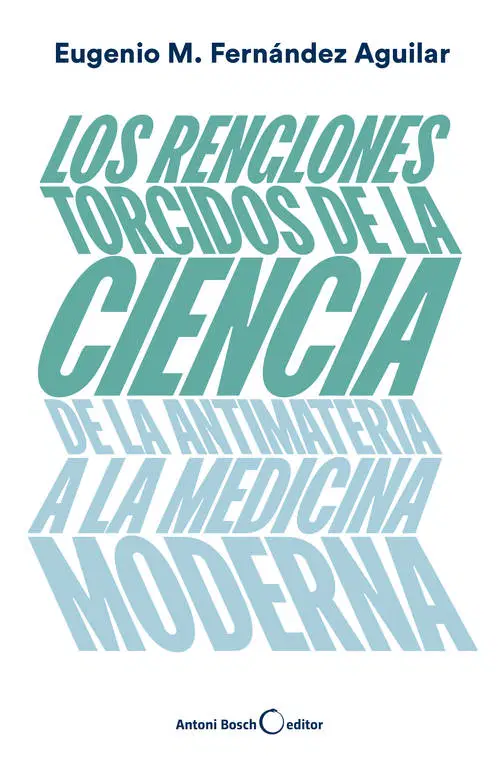 Eugenio M. Fernández Aguilar
LOS RENGLONES
TORCIDOS DE LA
CIENCIA
DE LA ANTIMATERIA
A LA MEDICINA
MODERNA
Antoni Bosch editor